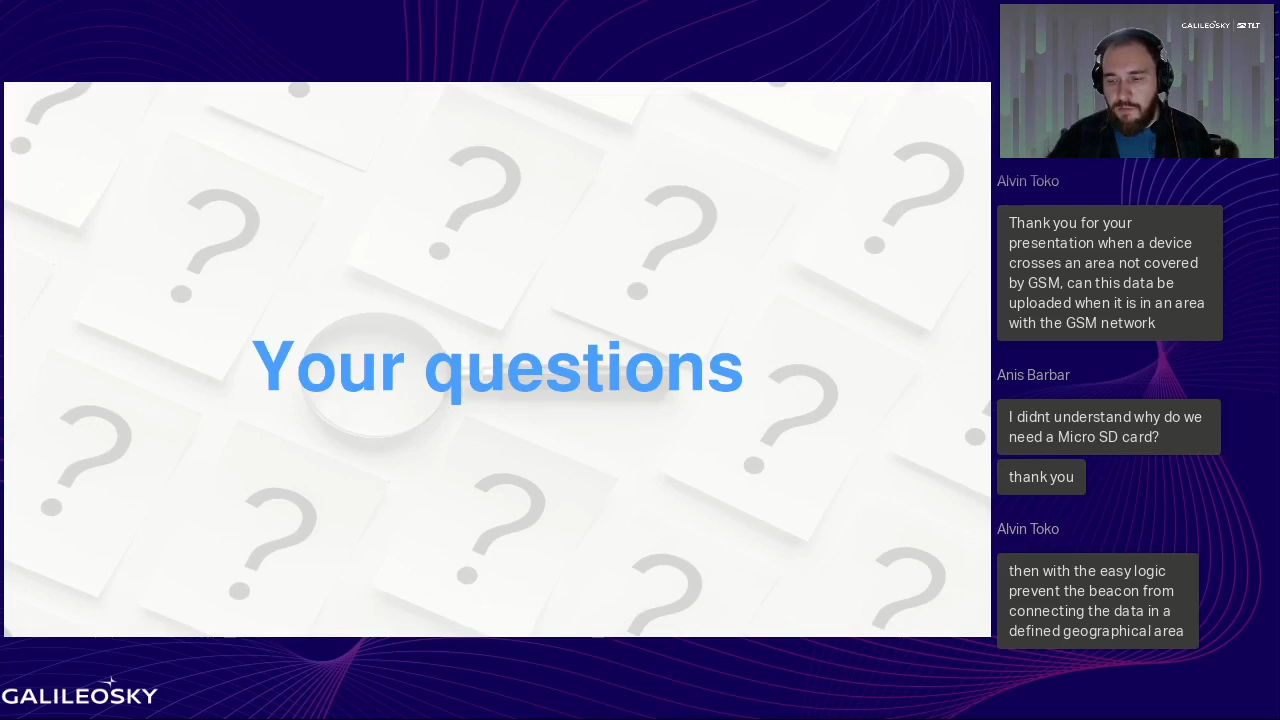 Your questions
GALILEOSKY
GALILEOSKY TLT
Alvin Toko
Thank you for your
presentation when a device
crosses an area not covered
by GSM, can this data be
uploaded when it is in an area
with the GSM network
Anis Barbar
I didnt understand why do we
need a Micro SD card?
thank you
Alvin Toko
then with the easy logic
prevent the beacon from
connecting the data in a
defined geographical area